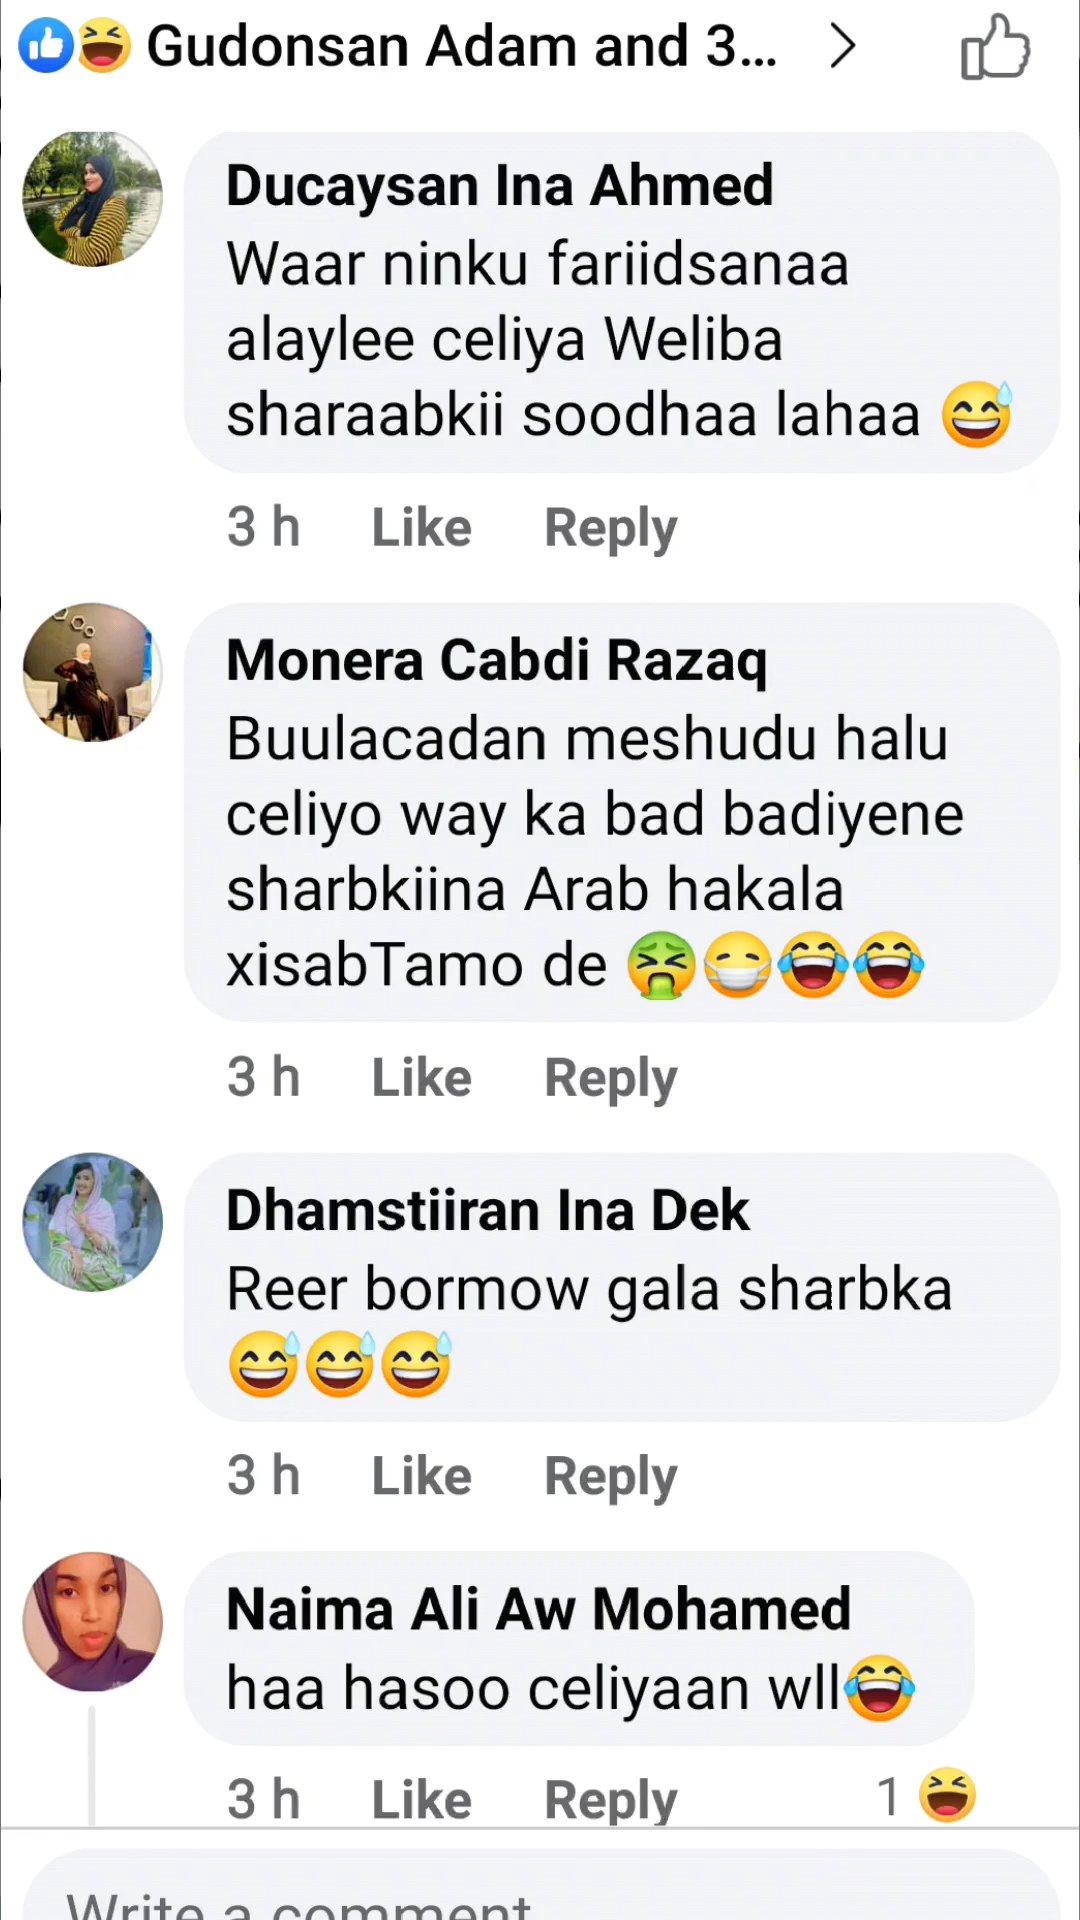 Gudonsan Adam and 3...
Ducaysan Ina Ahmed
Waar ninku fariidsanaa
alaylee celiya Weliba
sharaabkii soodhaa lahaa 😅
3 h Like Reply
Monera Cabdi Razaq
Buulacadan meshudu halu
celiyo way ka bad badiyene
sharbkiina Arab hakala
xisabTamo de 🤮😷😂😂
3 h Like Reply
Dhamstiiran Ina Dek
Reer bormow gala sharbka
😅😅😅
3 h Like Reply
Naima Ali Aw Mohamed
haa hasoo celiyaan wll😂
3 h Like Reply 1
Write a comment